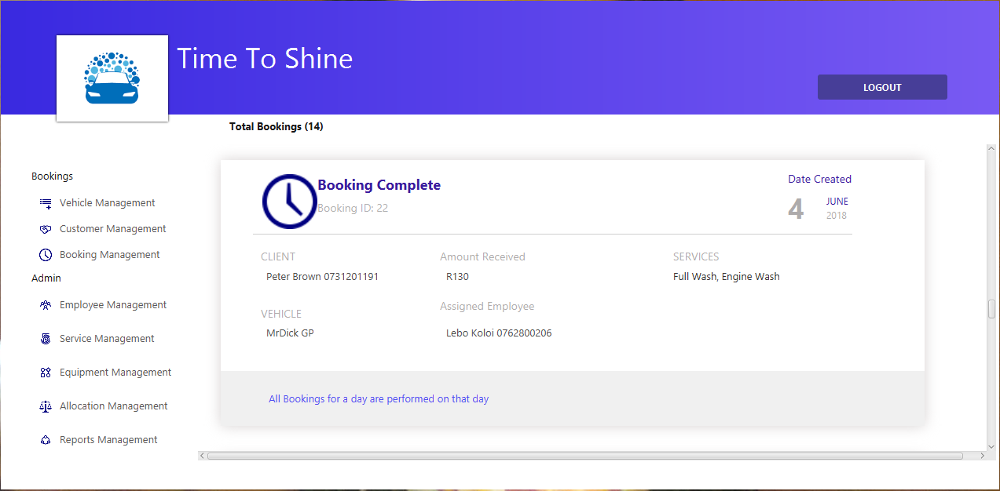 Time To Shine
LOGOUT
Total Bookings (14)
Bookings
Vehicle Management
Customer Management
Booking Management
Admin
Employee Management
Service Management
Equipment Management
Allocation Management
Reports Management
Booking Complete
Booking ID: 22
Date Created
4
JUNE
2018
CLIENT
Peter Brown 0731201191
Amount Received
R130
SERVICES
Full Wash, Engine Wash
VEHICLE
MrDick GP
Assigned Employee
Lebo Koloi 0762800206
All Bookings for a day are performed on that day